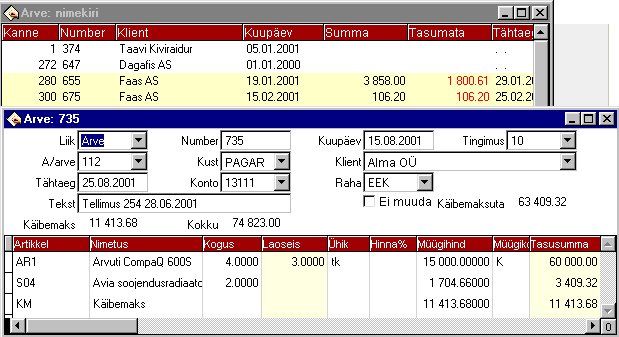 Arve: nimekiri
Kanne Number Klient Kuupäev Summa Tasumata Tähtaeg
1 374 Taavi Kiviraidur 05.01.2001 . .
272 647 Dagafis AS 01.01.2000 . .
280 655 Faas AS 19.01.2001 3 858.00 1 800.61 29.01.20
300 675 Faas AS 15.02.2001 106.20 106.20 25.02.20
Arve: 735
Liik Arve Number 735 Kuupäev 15.08.2001 Tingimus 10
A/arve 112 Kust PAGAR Klient Alma OÜ
Tähtaeg 25.08.2001 Konto 13111 Raha EEK
Tekst Tellimus 254 28.06.2001 Ei muuda Käibemaksuta 63 409.32
Käibemaks 11 413.68 Kokku 74 823.00
Artikkel Nimetus Kogus Laoseis Ühik Hinna% Müügihind Müügiko Tasusumma
AR1 Arvuti CompaQ 600S 4.0000 3.0000 tk 15 000.00000 K 60 000.00
S04 Avia soojendusradiaato 2.0000 1 704.66000 3 409.32
KM Käibemaks 11 413.68000 11 413.68
0